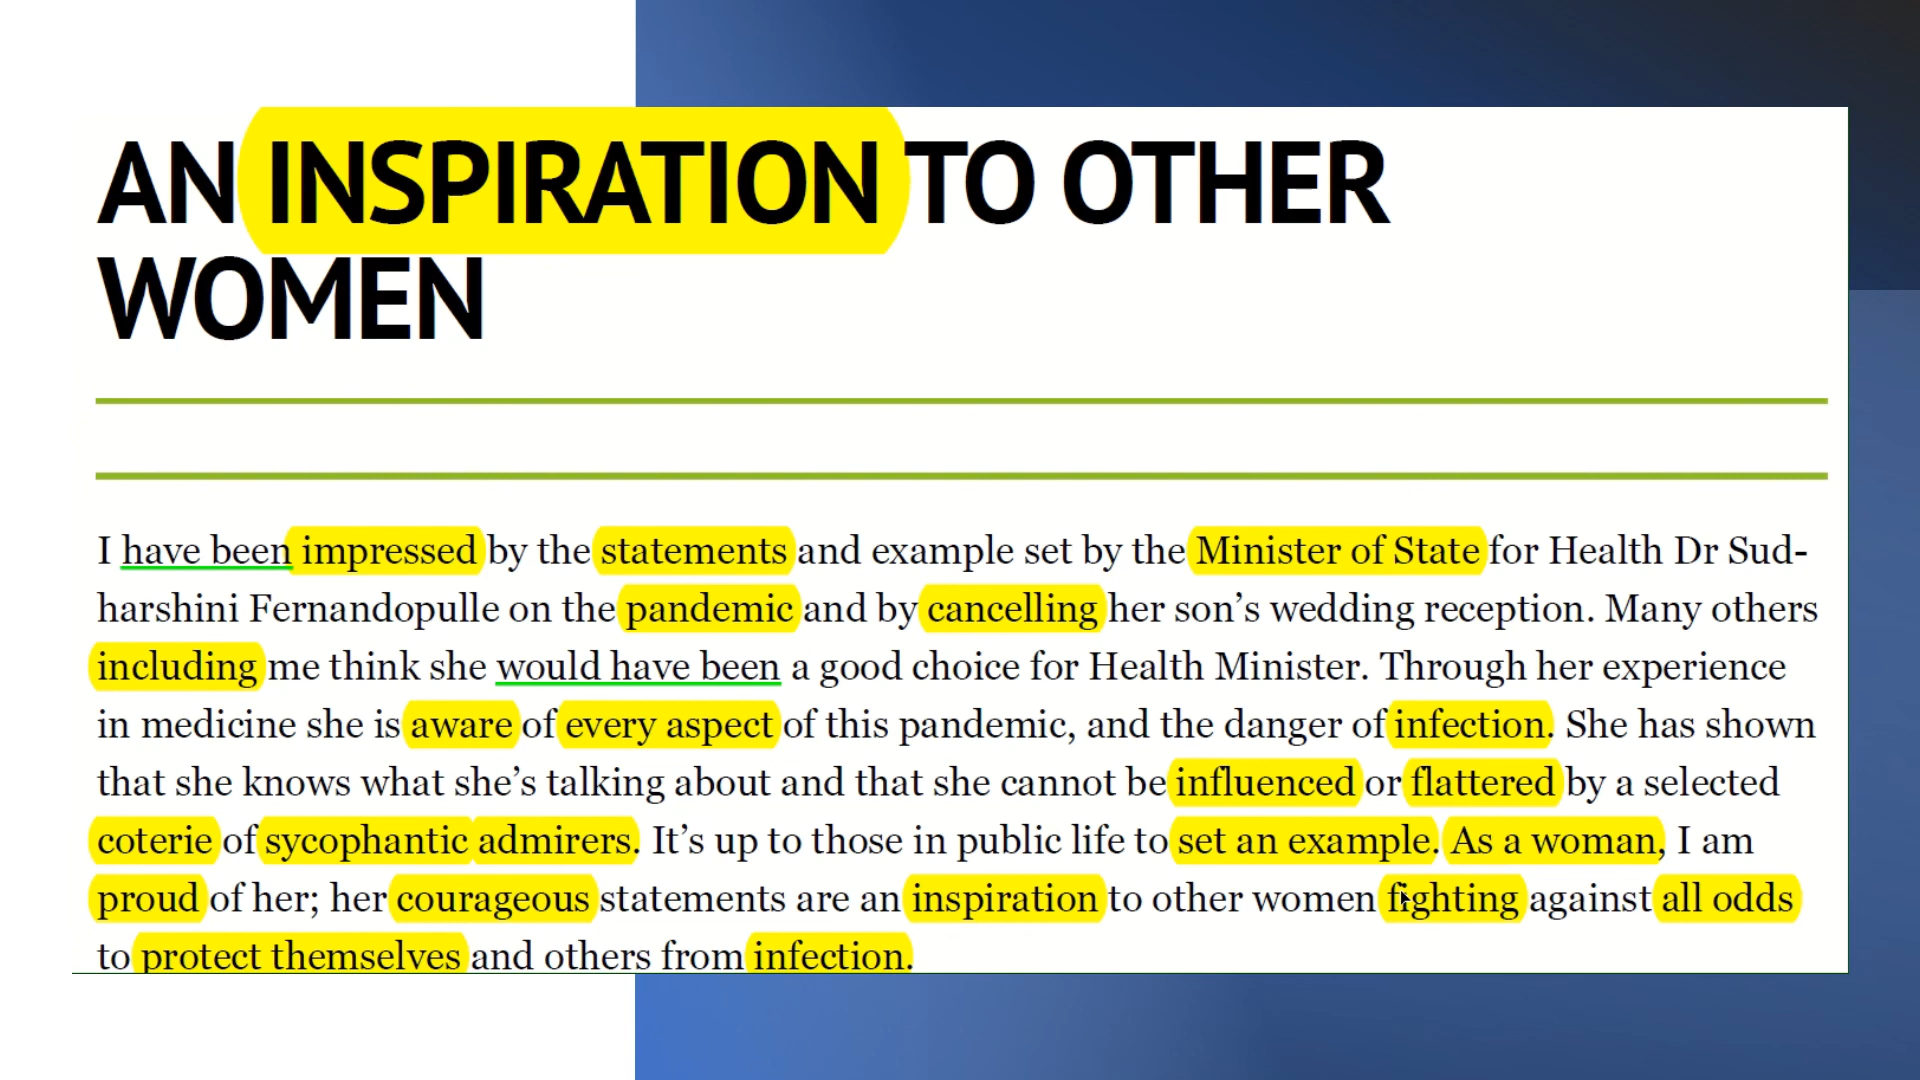 AN INSPIRATION TO OTHER
WOMEN
I have been impressed by the statements and example set by the Minister of State for Health Dr Sud-
harshini Fernandopulle on the pandemic and by cancelling her son’s wedding reception. Many others
including me think she would have been a good choice for Health Minister. Through her experience
in medicine she is aware of every aspect of this pandemic, and the danger of infection. She has shown
that she knows what she’s talking about and that she cannot be influenced or flattered by a selected
coterie of sycophantic admirers. It’s up to those in public life to set an example. As a woman, I am
proud of her; her courageous statements are an inspiration to other women fighting against all odds
to protect themselves and others from infection.